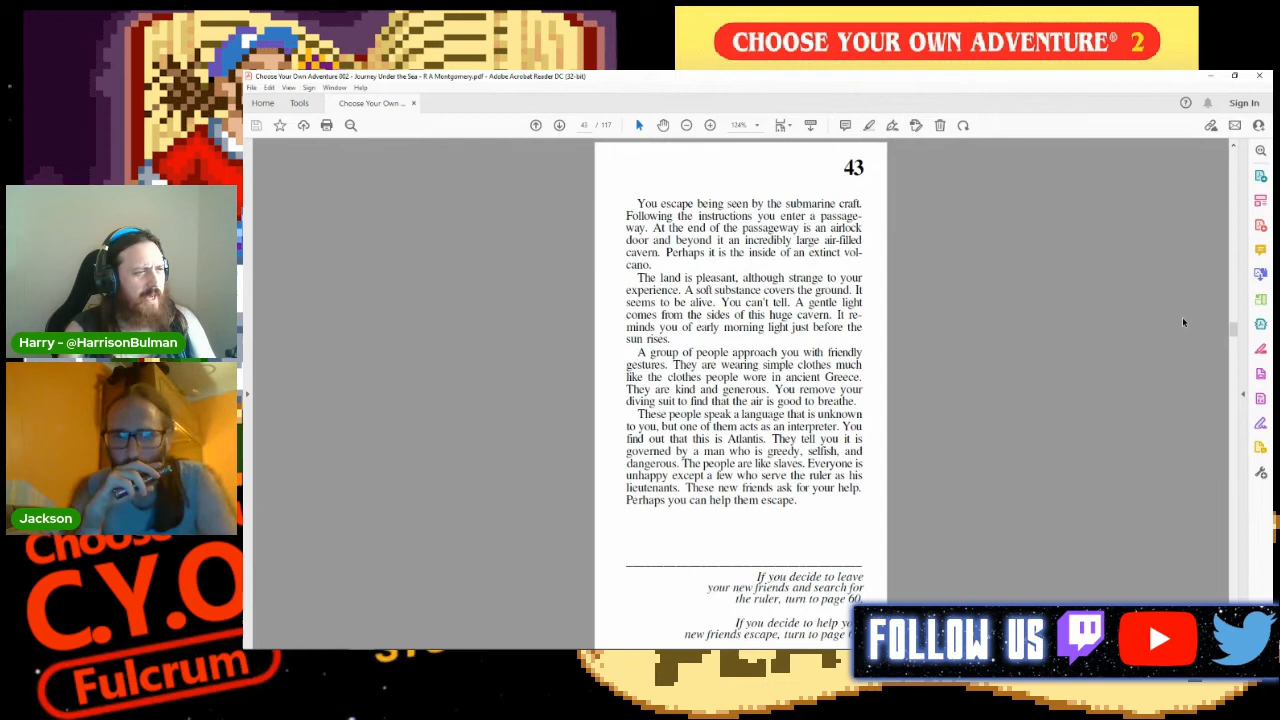 CHOOSE YOUR OWN ADVENTURE® 2
Choose Your Own Adventure 002 - Journey Under the Sea - R A Montgomery.pdf - Adobe Acrobat Reader DC (32-bit)
File Edit View Sign Window Help
Home Tools Choose Your Own ... × Sign In
43 / 117 124%
43
You escape being seen by the submarine craft.
Following the instructions you enter a passage-
way. At the end of the passageway is an airlock
door and beyond it an incredibly large air-filled
cavern. Perhaps it is the inside of an extinct vol-
cano.
The land is pleasant, although strange to your
experience. A soft substance covers the ground. It
seems to be alive. You can't tell. A gentle light
comes from the sides of this huge cavern. It re-
minds you of early morning light just before the
sun rises.
A group of people approach you with friendly
gestures. They are wearing simple clothes much
like the clothes people wore in ancient Greece.
They are kind and generous. You remove your
diving suit to find that the air is good to breathe.
These people speak a language that is unknown
to you, but one of them acts as an interpreter. You
find out that this is Atlantis. They tell you it is
governed by a man who is greedy, selfish, and
dangerous. The people are like slaves. Everyone is
unhappy except a few who serve the ruler as his
lieutenants. These new friends ask for your help.
Perhaps you can help them escape.
If you decide to leave
your new friends and search for
the ruler, turn to page 60.
If you decide to help
new friends escape, turn to page
Harry - @HarrisonBulman
Jackson
Choose
C.Y.O
Fulcrum
FOLLOW US